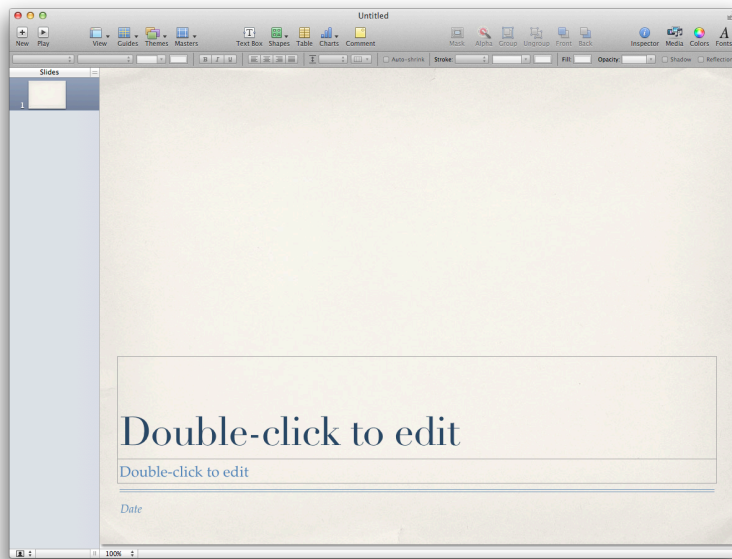 Untitled
New Play View Guides Themes Masters Text Box Shapes Table Charts Comment Mask Alpha Group Ungroup Front Back Inspector Media Colors Fonts
B I U T Auto-shrink Stroke: Fill: Opacity: Shadow Reflection
Slides
1
Double-click to edit
Double-click to edit
Date
100%